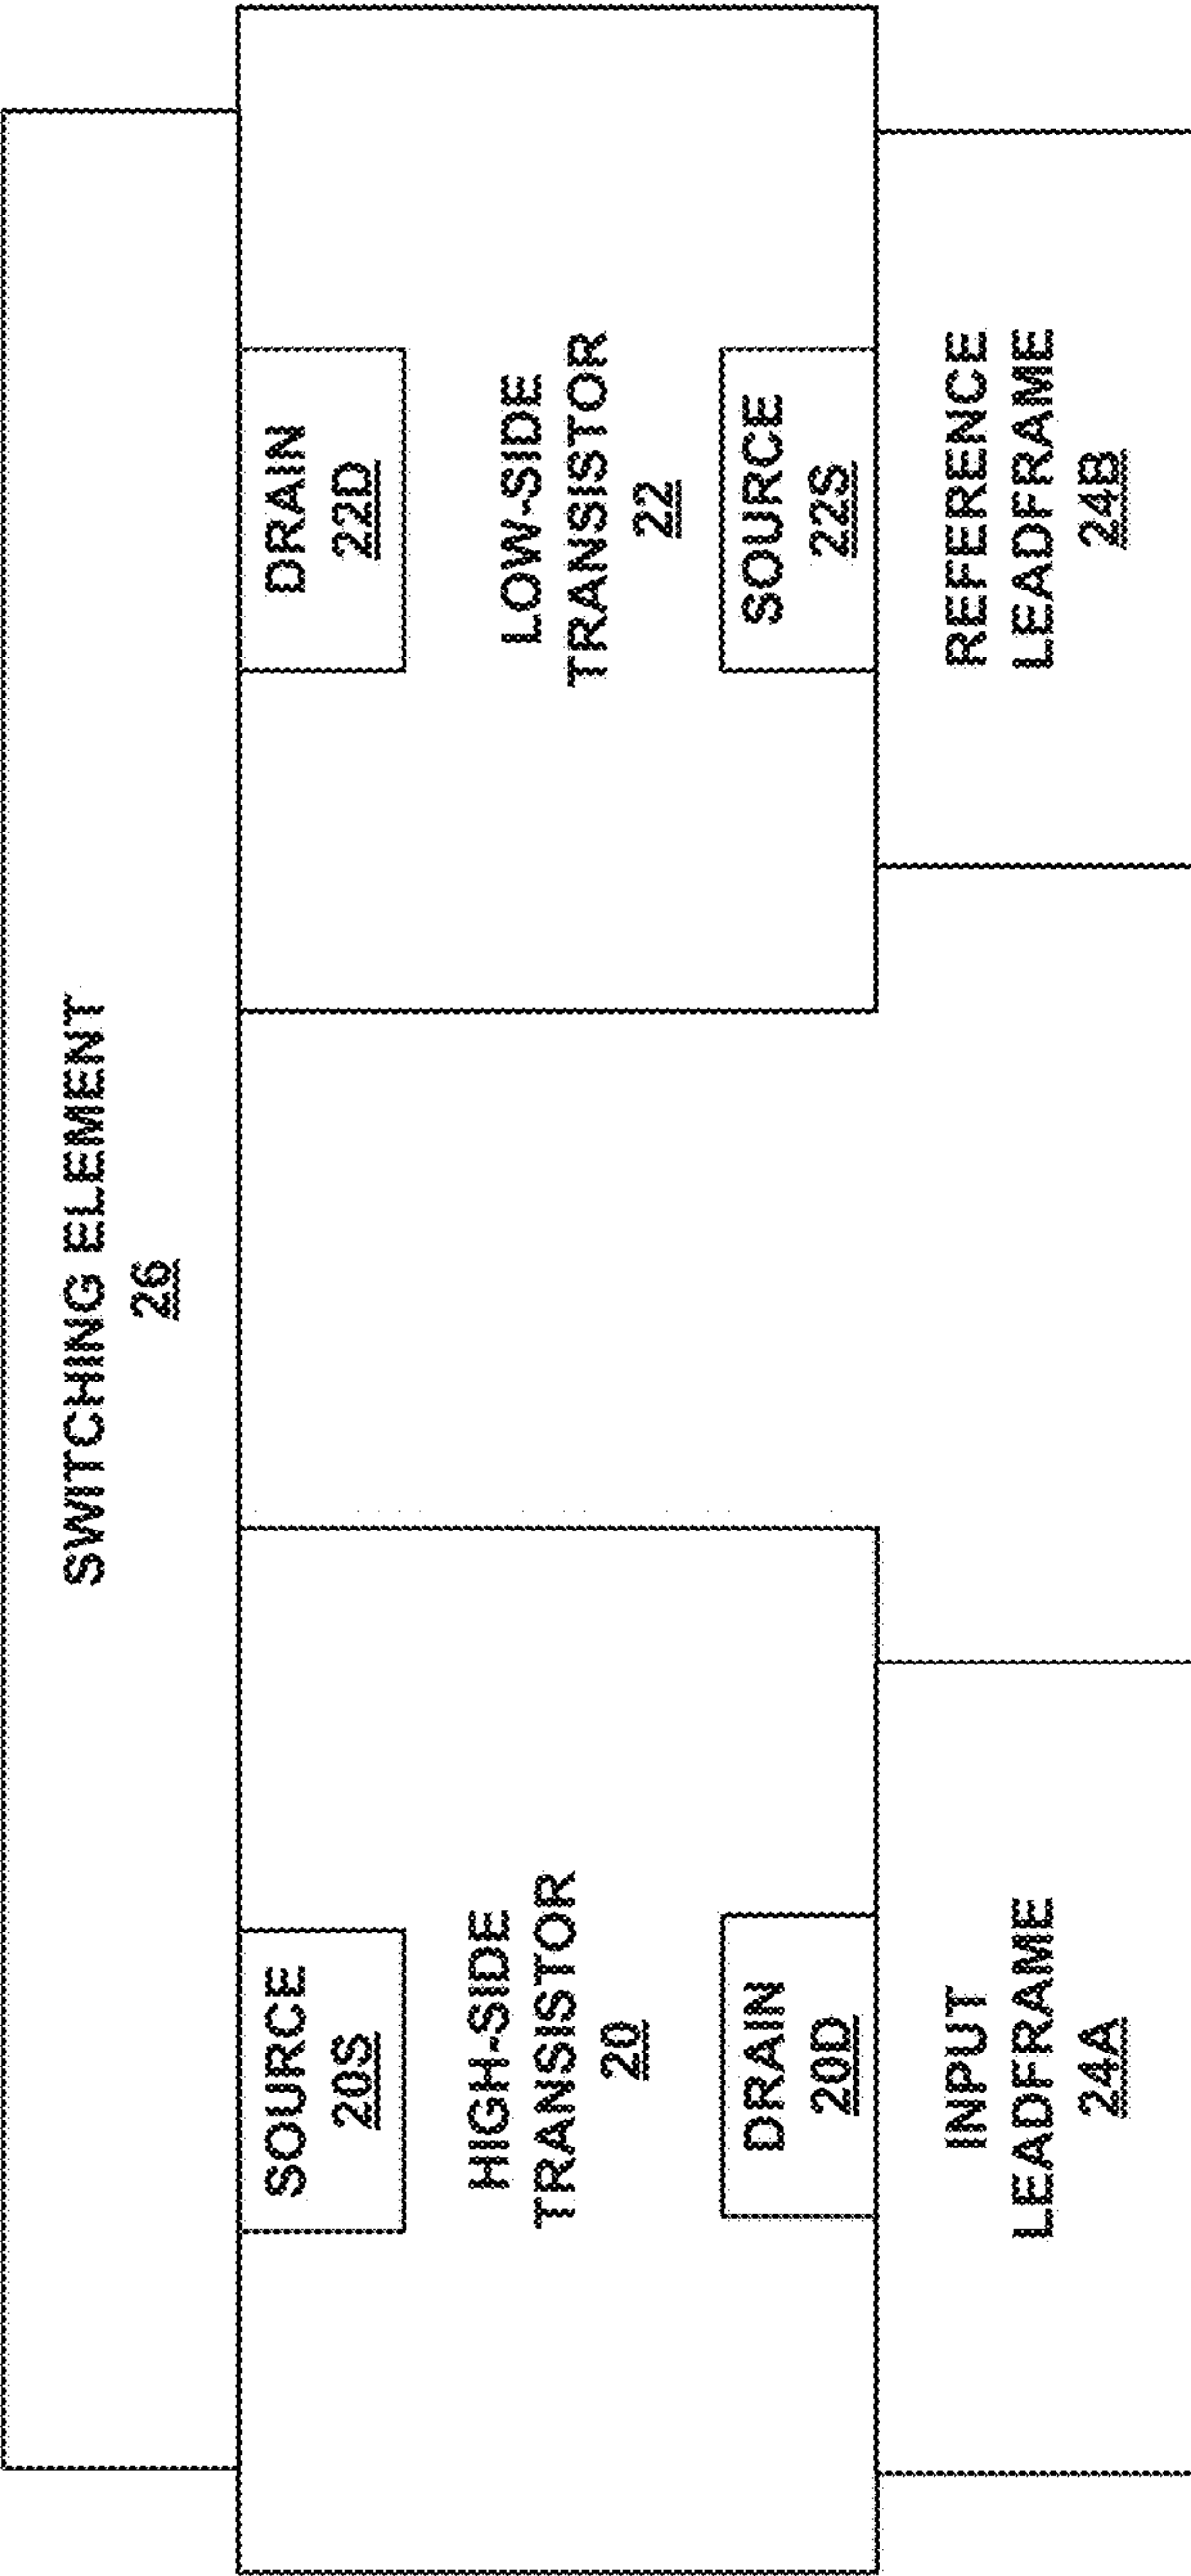 SWITCHING ELEMENT
26
SOURCE
20S
HIGH-SIDE
TRANSISTOR
20
DRAIN
20D
INPUT
LEADFRAME
24A
DRAIN
22D
LOW-SIDE
TRANSISTOR
22
SOURCE
22S
REFERENCE
LEADFRAME
24B